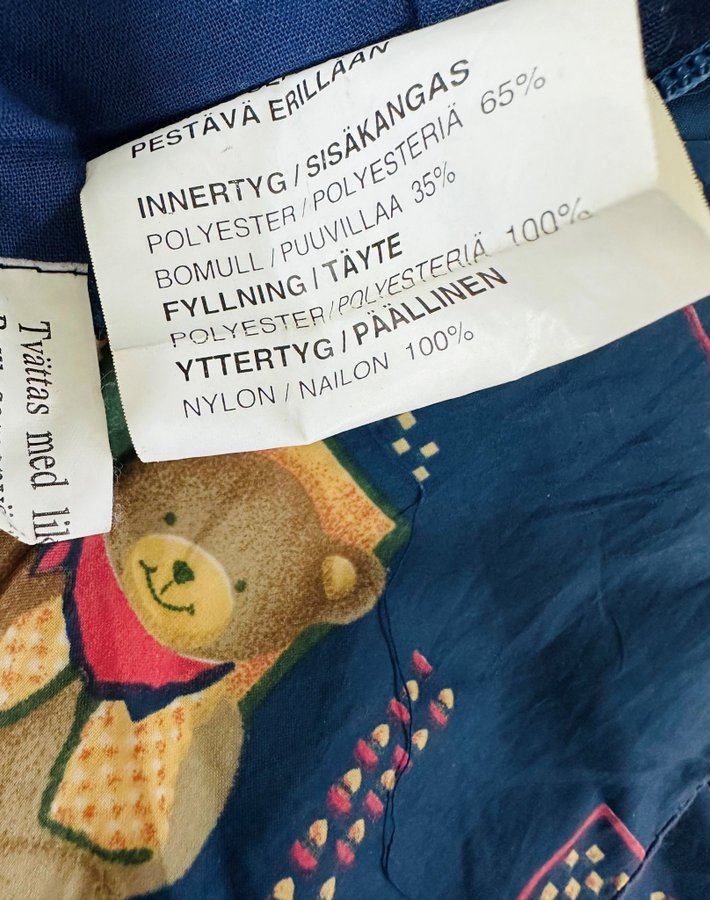 PESTÄVÄ ERILLÄÄN
INNERTYG / SISÄKANGAS
POLYESTER / POLYESTERIÄ 65%
BOMULL / PUUVILLAA 35%
FYLLNING / TÄYTE
POLYESTER / POLYESTERIÄ 100%
YTTERTYG / PÄÄLLINEN
NYLON / NAILON 100%
Tvättas med